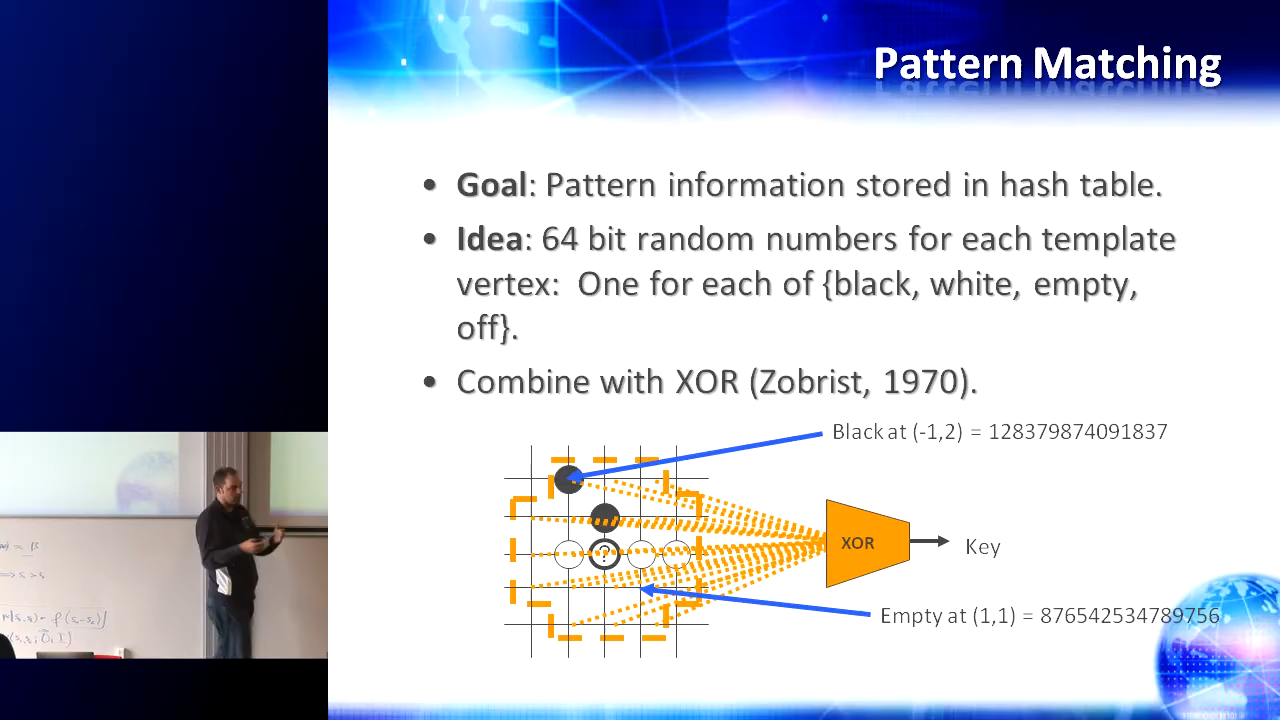 Pattern Matching
• Goal: Pattern information stored in hash table.
• Idea: 64 bit random numbers for each template
vertex: One for each of {black, white, empty,
off}.
• Combine with XOR (Zobrist, 1970).
Black at (-1,2) = 128379874091837
?
XOR
Key
Empty at (1,1) = 876542534789756